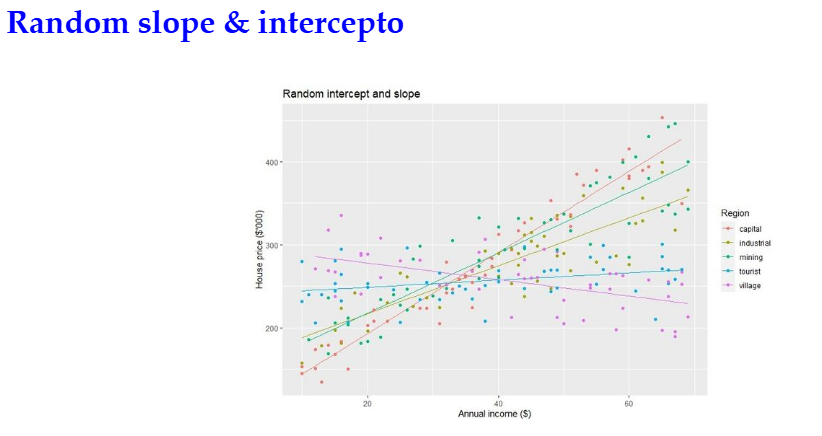 Random slope & intercepto
Random intercept and slope
House price ($'000)
400
300
200
20
40
60
Annual income ($)
Region
capital
industrial
mining
tourist
village